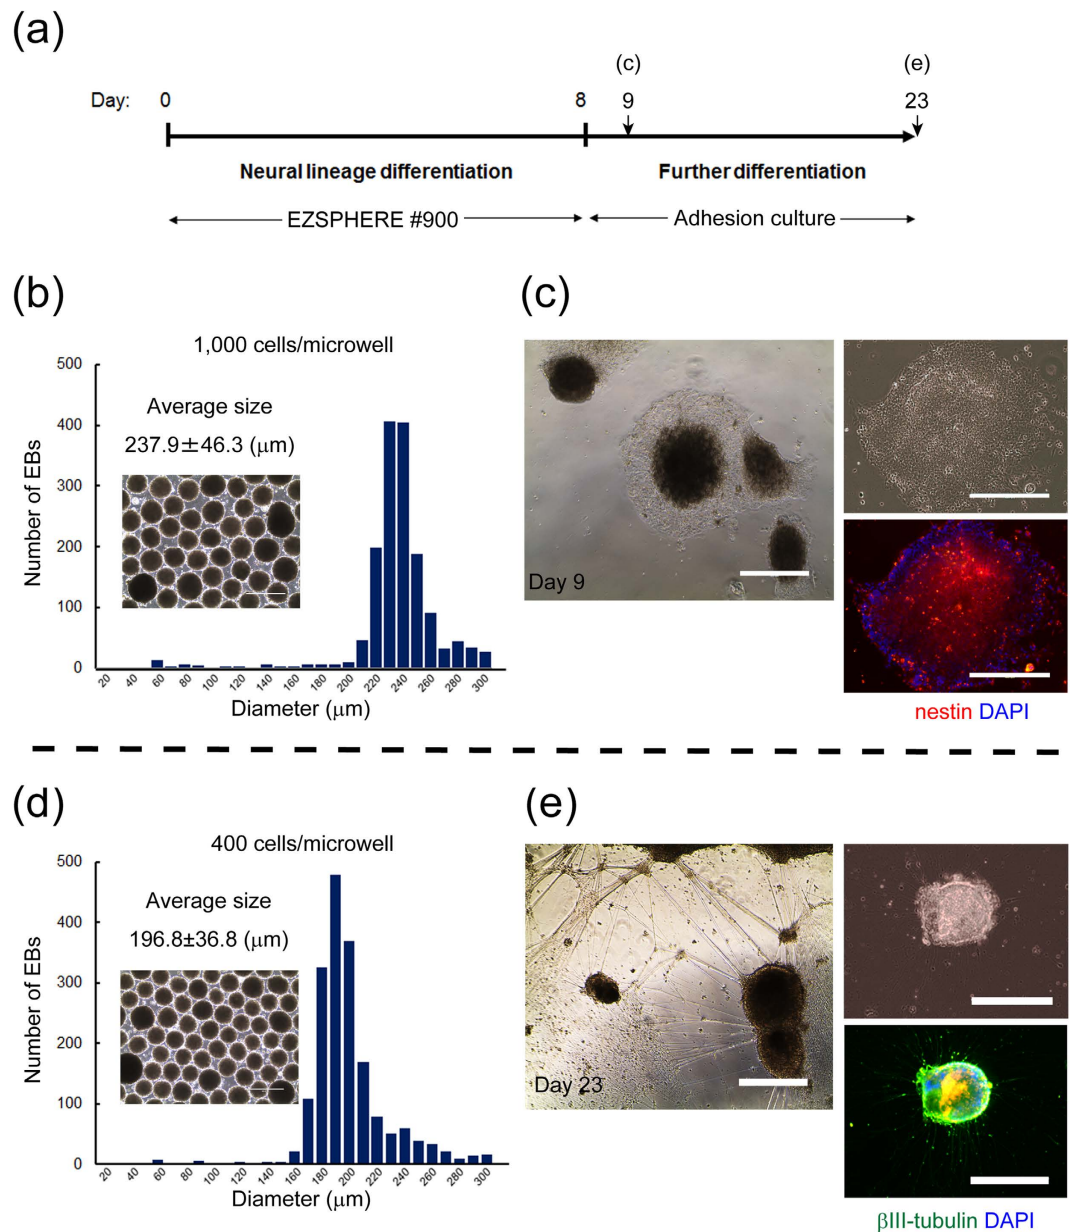 (a)
(c) (e)
Day: 0 8 9 23
Neural lineage differentiation Further differentiation
EZSPHERE #900 Adhesion culture
(b)
1,000 cells/microwell
Average size
237.9±46.3 (μm)
Number of EBs
500
400
300
200
100
0
20 40 60 80 100 120 140 160 180 200 220 240 260 280 300
Diameter (μm)
(c)
Day 9
nestin DAPI
(d)
400 cells/microwell
Average size
196.8±36.8 (μm)
Number of EBs
500
400
300
200
100
0
20 40 60 80 100 120 140 160 180 200 220 240 260 280 300
Diameter (μm)
(e)
Day 23
βIII-tubulin DAPI